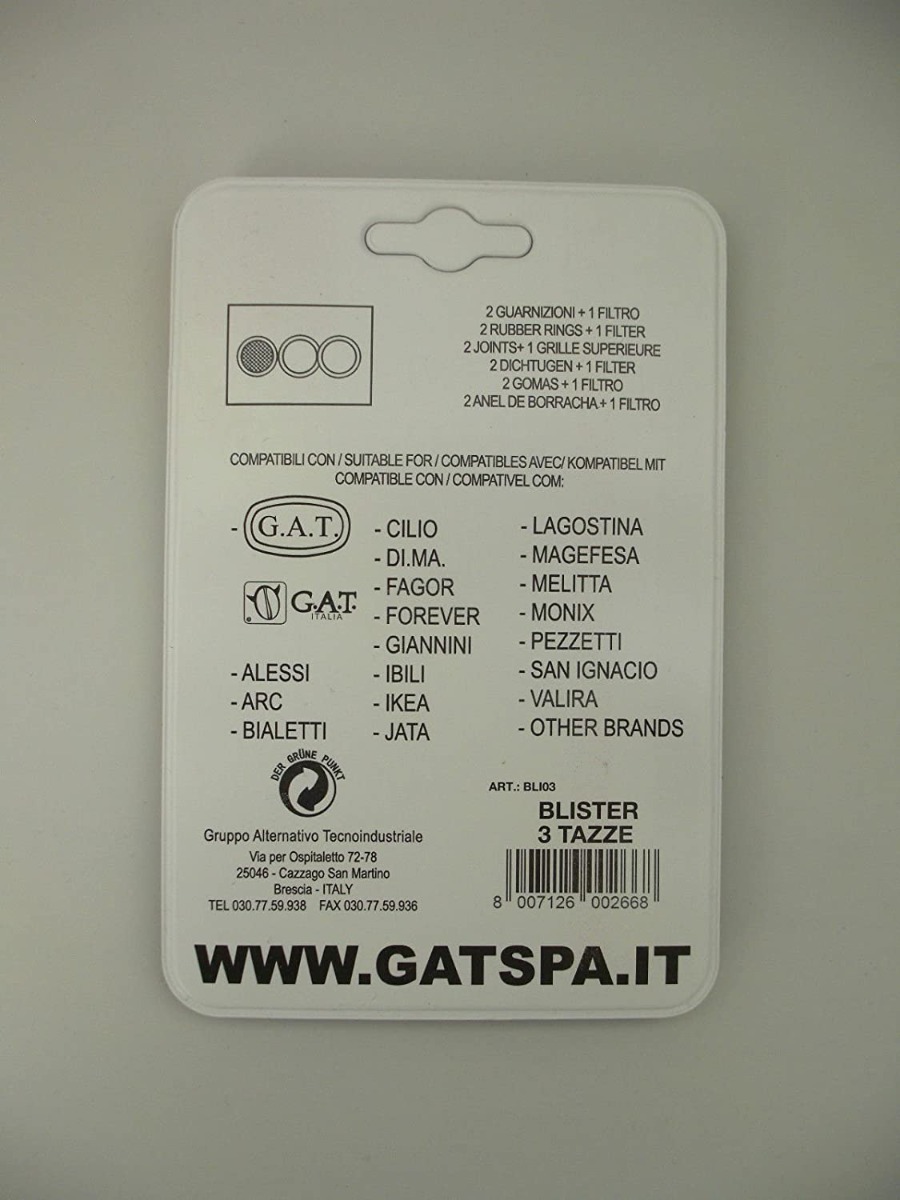 2 GUARNIZIONI + 1 FILTRO
2 RUBBER RINGS + 1 FILTER
2 JOINTS+ 1 GRILLE SUPERIEURE
2 DICHTUGEN + 1 FILTER
2 GOMAS + 1 FILTRO
2 ANEL DE BORRACHA + 1 FILTRO
COMPATIBILI CON / SUITABLE FOR / COMPATIBLES AVEC/ KOMPATIBEL MIT
COMPATIBLE CON / COMPATIVEL COM:
- G.A.T.
G.A.T.
ITALIA
- ALESSI
- ARC
- BIALETTI
- CILIO
- DI.MA.
- FAGOR
- FOREVER
- GIANNINI
- IBILI
- IKEA
- JATA
- LAGOSTINA
- MAGEFESA
- MELITTA
- MONIX
- PEZZETTI
- SAN IGNACIO
- VALIRA
- OTHER BRANDS
DER GRÜNE PUNKT
Gruppo Alternativo Tecnoindustriale
Via per Ospitaletto 72-78
25046 - Cazzago San Martino
Brescia - ITALY
TEL 030.77.59.938 FAX 030.77.59.936
ART.: BLI03
BLISTER
3 TAZZE
8 007126 002668
WWW.GATSPA.IT